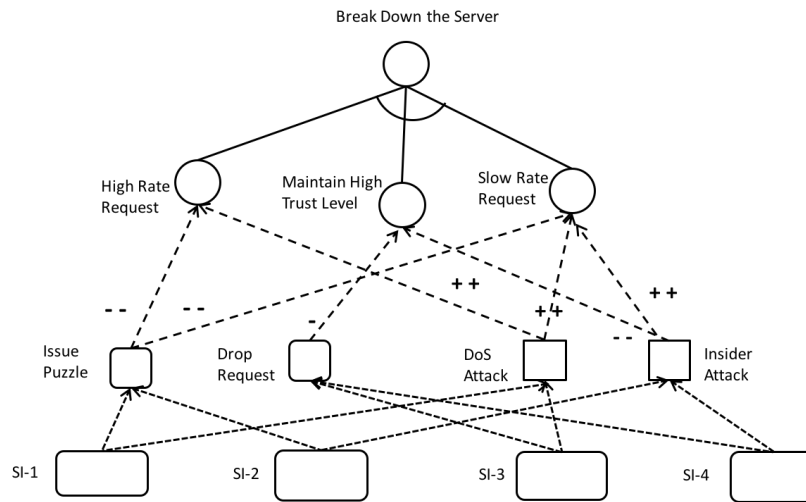 Break Down the Server
High Rate
Request
Maintain High
Trust Level
Slow Rate
Request
- -
- -
-
+ +
+ +
- -
+ +
Issue
Puzzle
Drop
Request
DoS
Attack
Insider
Attack
SI-1
SI-2
SI-3
SI-4